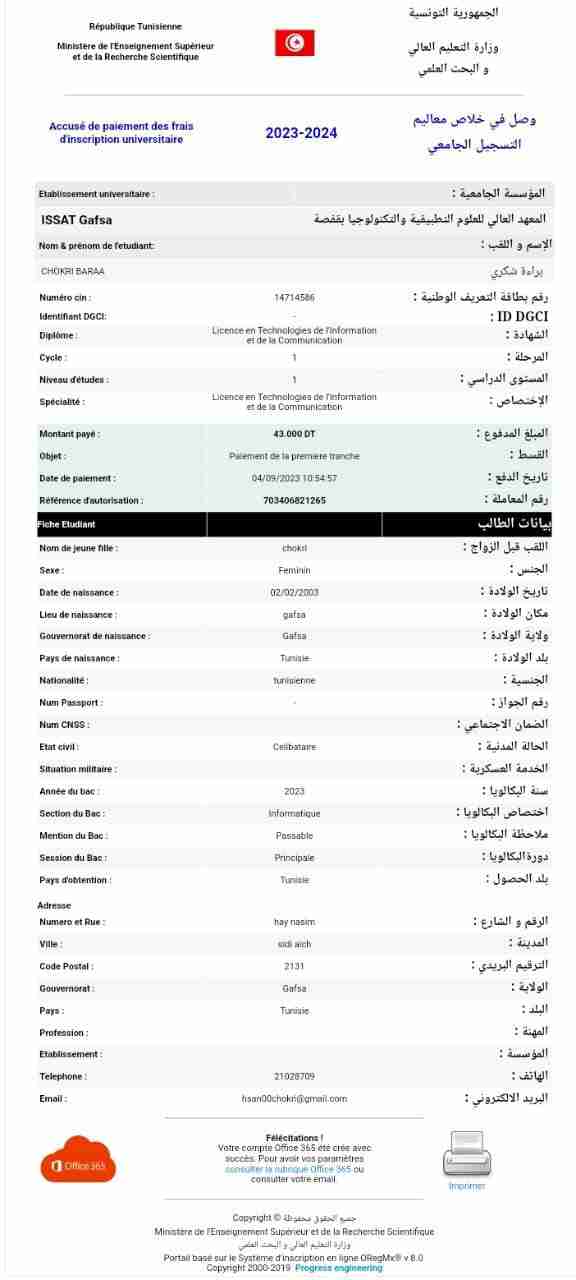 République Tunisienne
Ministère de l'Enseignement Supérieur
et de la Recherche Scientifique
الجمهورية التونسية
وزارة التعليم العالي
و البحث العلمي
Accusé de paiement des frais
d'inscription universitaire
2023-2024
وصل في خلاص معاليم
التسجيل الجامعي
Etablissement universitaire : المؤسسة الجامعية :
ISSAT Gafsa المعهد العالي للعلوم التطبيقية والتكنولوجيا بقفصة
Nom & prénom de l'etudiant: الإسم و اللقب :
CHOKRI BARAA براءة شكري
Numéro cin : 14714586 رقم بطاقة التعريف الوطنية :
Identifiant DGCI: - ID DGCI :
Diplôme : Licence en Technologies de l'Information et de la Communication الشهادة :
Cycle : 1 المرحلة :
Niveau d'études : 1 المستوى الدراسي :
Spécialité : Licence en Technologies de l'Information et de la Communication الإختصاص :
Montant payé : 43.000 DT المبلغ المدفوع :
Objet : Paiement de la premiere tranche القسط :
Date de paiement : 04/09/2023 10:54:57 تاريخ الدفع :
Référence d'autorisation : 703406821265 رقم المعاملة :
Fiche Etudiant بيانات الطالب
Nom de jeune fille : chokri اللقب قبل الزواج :
Sexe : Feminin الجنس :
Date de naissance : 02/02/2003 تاريخ الولادة :
Lieu de naissance : gafsa مكان الولادة :
Gouvernorat de naissance : Gafsa ولاية الولادة :
Pays de naissance : Tunisie بلد الولادة :
Nationalité : tunisienne الجنسية :
Num Passport : - رقم الجواز :
Num CNSS : الضمان الاجتماعي :
Etat civil : Celibataire الحالة المدنية :
Situation militaire : الخدمة العسكرية :
Année du bac : 2023 سنة البكالويا :
Section du Bac : Informatique اختصاص البكالويا :
Mention du Bac : Passable ملاحظة البكالويا :
Session du Bac : Principale دورةالبكالويا :
Pays d'obtention : Tunisie بلد الحصول :
Adresse
Numero et Rue : hay nasim الرقم و الشارع :
Ville : sidi aich المدينة :
Code Postal : 2131 الترقيم البريدي :
Gouvernorat : Gafsa الولاية :
Pays : Tunisie البلد :
Profession : المهنة :
Etablissement : المؤسسة :
Telephone : 21028709 الهاتف :
Email : hsan00chokri@gmail.com البريد الالكتروني :
Office 365
Félécitations !
Votre compte Office 365 été crée avec
succès. Pour avoir vos paramètres
consulter la rubrique Office 365 ou
consulter votre email.
Imprimer
Copyright © جميع الحقوق محفوظة
Ministère de l'Enseignement Supérieur et de la Recherche Scientifique
وزارة التعليم العالي و البحث العلمي
Portail basé sur le Système d'inscription en ligne ORegMx® v 8.0
Copyright 2000-2019 Progress engineering